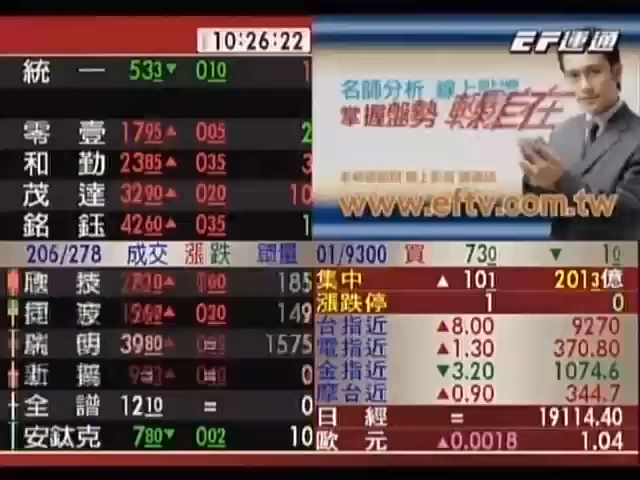 10:26:22
統一 533▼ 010 1
零壹 1795▲ 005 2
和勤 2385▲ 035 3
茂達 3290▲ 020 10
銘鈺 4260▲ 035 1
EF運通
名師分析 線上
掌握盤勢 輕鬆自在
www.eftv.com.tw
206/278 成交 漲跌 單量
185
149
3980▲ 1575
0
全譜 1210 = 0
安鈦克 780▼ 002 10
01/9300 買 730 ▼ 10
集中 ▲ 101 2013億
漲跌停 1 0
台指近 ▲8.00 9270
電指近 ▲1.30 370.80
金指近 ▼3.20 1074.6
摩台近 ▲0.90 344.7
日經 = 19114.40
歐元 ▲0.0018 1.04